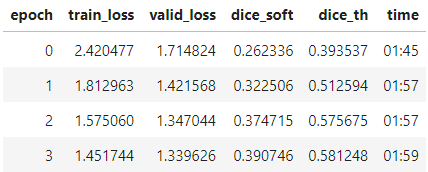 epoch train_loss valid_loss dice_soft dice_th time
0 2.420477 1.714824 0.262336 0.393537 01:45
1 1.812963 1.421568 0.322506 0.512594 01:57
2 1.575060 1.347044 0.374715 0.575675 01:57
3 1.451744 1.339626 0.390746 0.581248 01:59